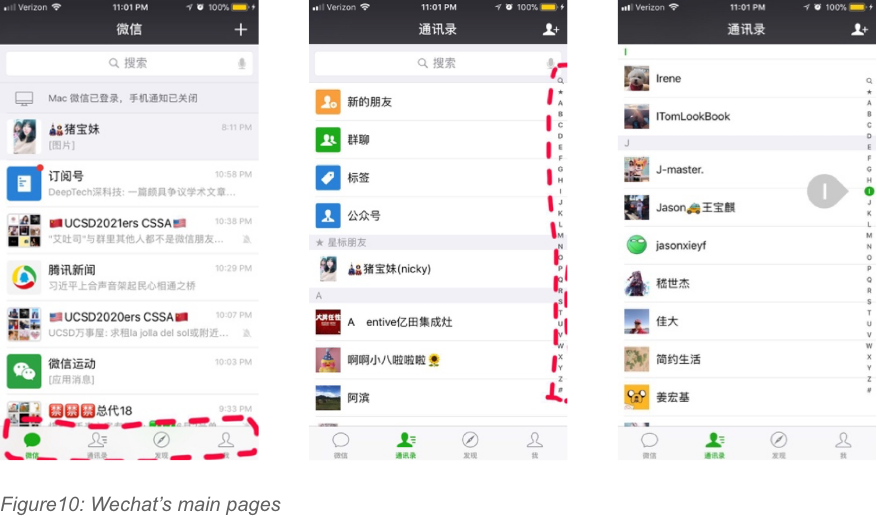 Verizon 11:01 PM 100%
微信
搜索
Mac 微信已登录，手机通知已关闭
猪宝妹 8:11 PM
[图片]
订阅号 10:58 PM
DeepTech深科技: 一篇颇具争议学术文章...
🇨🇳UCSD2021ers CSSA🇺🇸 10:38 PM
"艾吐司"与群里其他人都不是微信朋友...
腾讯新闻 10:29 PM
习近平上合声音架起民心相通之桥
🇺🇸UCSD2020ers CSSA🇨🇳 10:07 PM
UCSD万事屋: 求租la jolla del sol或附近...
微信运动 10:03 PM
[应用消息]
🈲🈲🈲总代18 9:33 PM
微信 通讯录 发现 我
Verizon 11:01 PM 100%
通讯录
搜索
新的朋友
群聊
标签
公众号
★ 星标朋友
猪宝妹(nicky)
A
A entive亿田集成灶
啊啊小八啦啦啦🌻
阿滨
A
B
C
D
E
F
G
H
I
J
K
L
M
N
O
P
Q
R
S
T
U
V
W
X
Y
Z
#
微信 通讯录 发现 我
Verizon 11:01 PM 100%
通讯录
I
Irene
ITomLookBook
J
J-master.
Jason🚕王宝麒
jasonxieyf
嵇世杰
佳大
简约生活
姜宏基
I
A
B
C
D
E
F
G
H
I
J
K
L
M
N
O
P
Q
R
S
T
U
V
W
X
Y
Z
#
微信 通讯录 发现 我
Figure10: Wechat's main pages